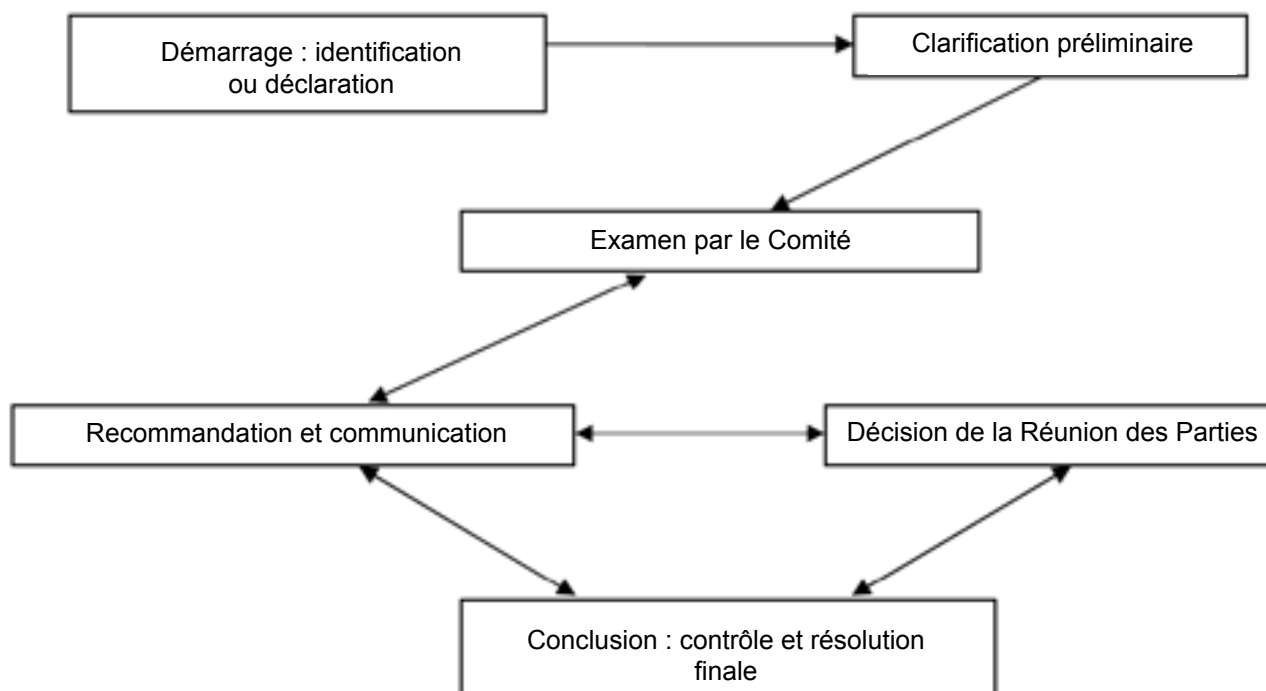 Démarrage : identification
ou déclaration
Clarification préliminaire
Examen par le Comité
Recommandation et communication
Décision de la Réunion des Parties
Conclusion : contrôle et résolution
finale